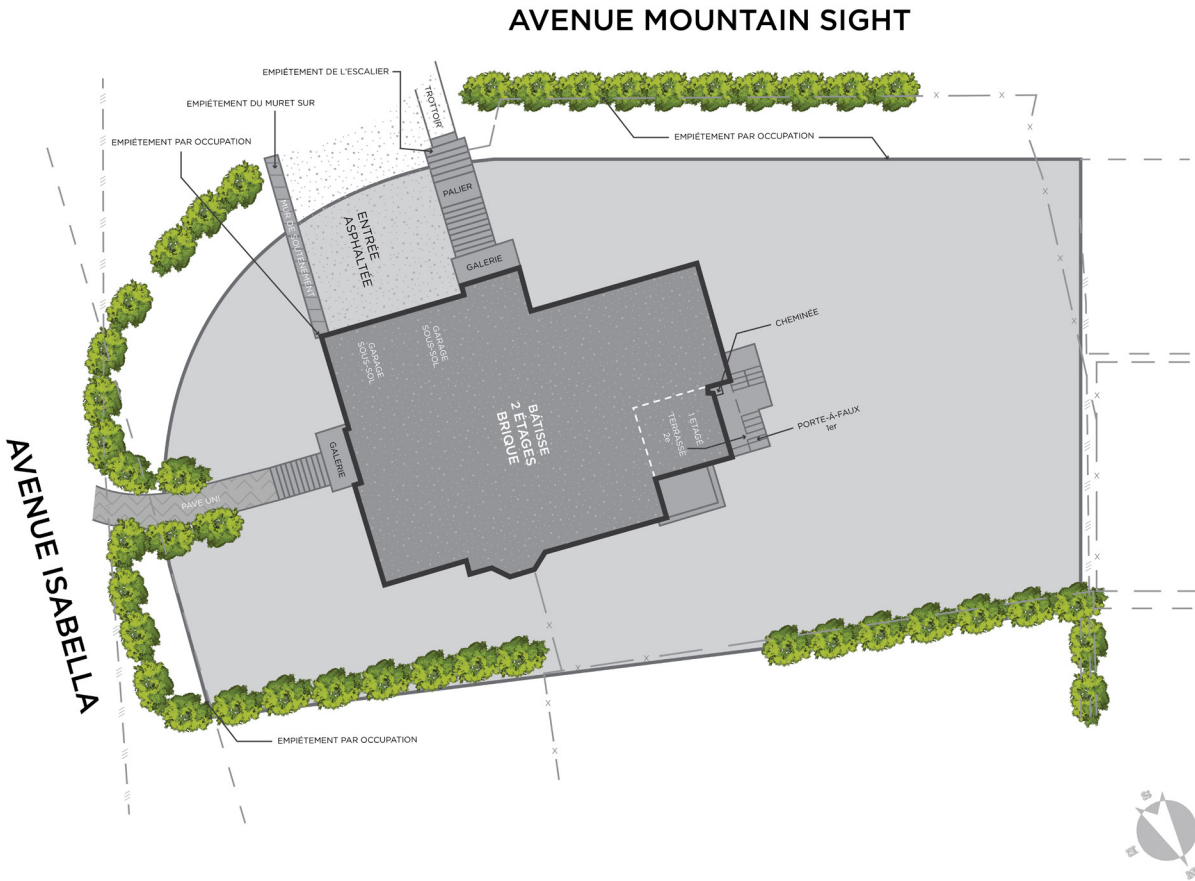 AVENUE MOUNTAIN SIGHT
EMPIÉTEMENT DE L'ESCALIER
TROTTOIR
EMPIÉTEMENT DU MURET SUR
EMPIÉTEMENT PAR OCCUPATION
EMPIÉTEMENT PAR OCCUPATION
PALIER
MUR DE SOUTÈNEMENT
ENTRÉE
ASPHALTÉE
GALERIE
CHEMINÉE
GARAGE
SOUS-SOL
GARAGE
SOUS-SOL
BÂTISSE
2 ÉTAGES
BRIQUE
1 ÉTAGE
TERRASSE
2e
PORTE-À-FAUX
1er
GALERIE
PAVE UNI
AVENUE ISABELLA
EMPIÉTEMENT PAR OCCUPATION
S